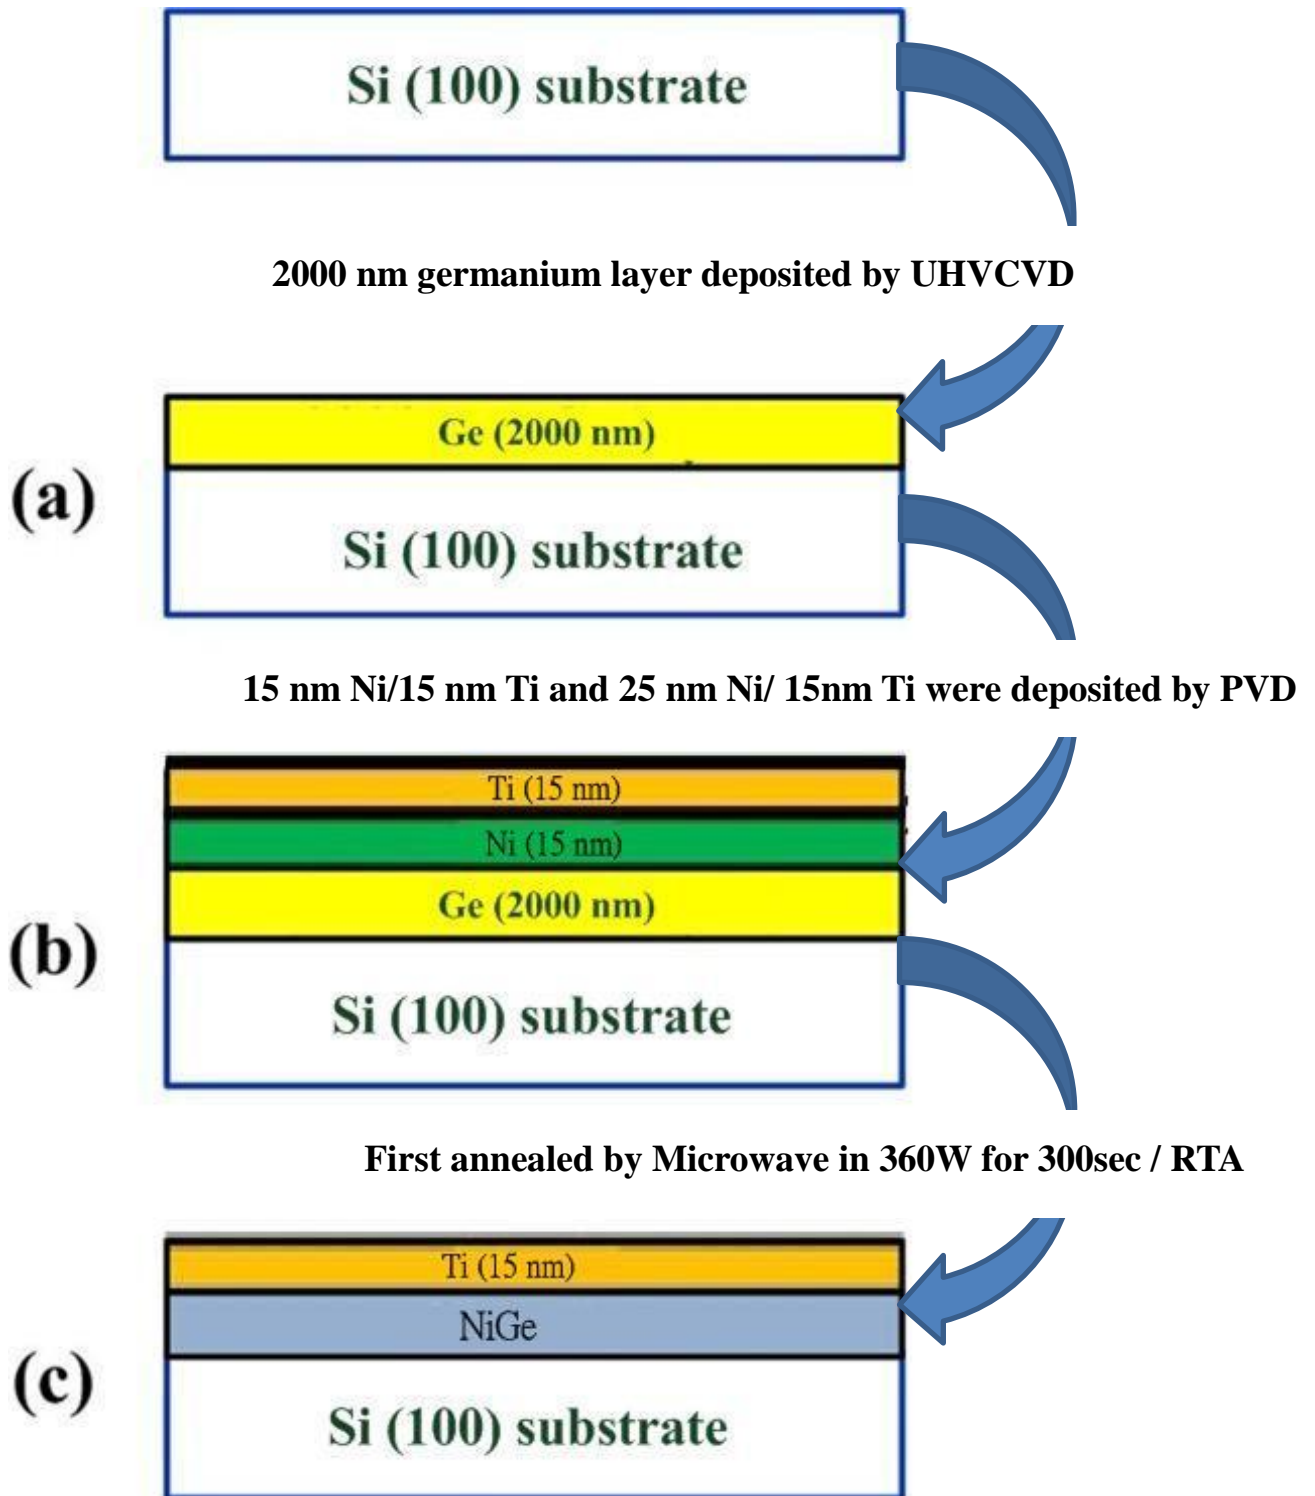 Si (100) substrate
2000 nm germanium layer deposited by UHVCVD
Ge (2000 nm)
(a)
Si (100) substrate
15 nm Ni/15 nm Ti and 25 nm Ni/ 15nm Ti were deposited by PVD
Ti (15 nm)
Ni (15 nm)
Ge (2000 nm)
(b)
Si (100) substrate
First annealed by Microwave in 360W for 300sec / RTA
Ti (15 nm)
NiGe
(c)
Si (100) substrate